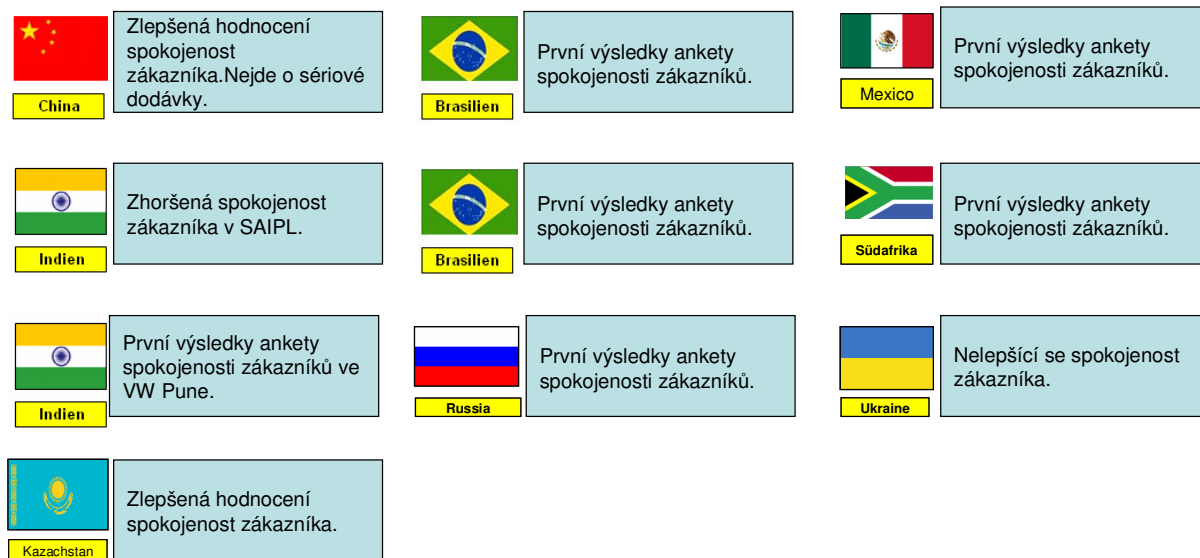 Zlepšená hodnocení
spokojenost
zákazníka.Nejde o sériové
dodávky.
China
První výsledky ankety
spokojenosti zákazníků.
Brasilien
První výsledky ankety
spokojenosti zákazníků.
Mexico
Zhoršená spokojenost
zákazníka v SAIPL.
Indien
První výsledky ankety
spokojenosti zákazníků.
Brasilien
První výsledky ankety
spokojenosti zákazníků.
Südafrika
První výsledky ankety
spokojenosti zákazníků ve
VW Pune.
Indien
První výsledky ankety
spokojenosti zákazníků.
Russia
Nelepšící se spokojenost
zákazníka.
Ukraine
Zlepšená hodnocení
spokojenost zákazníka.
Kazachstan